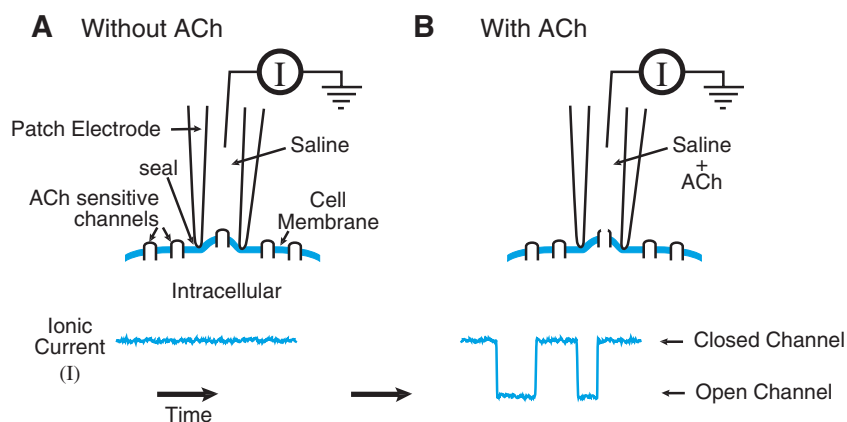 A Without ACh
I
Patch Electrode
Saline
seal
ACh sensitive
channels
Cell
Membrane
Intracellular
Ionic
Current
(I)
Time
B With ACh
I
Saline
+
ACh
Closed Channel
Open Channel